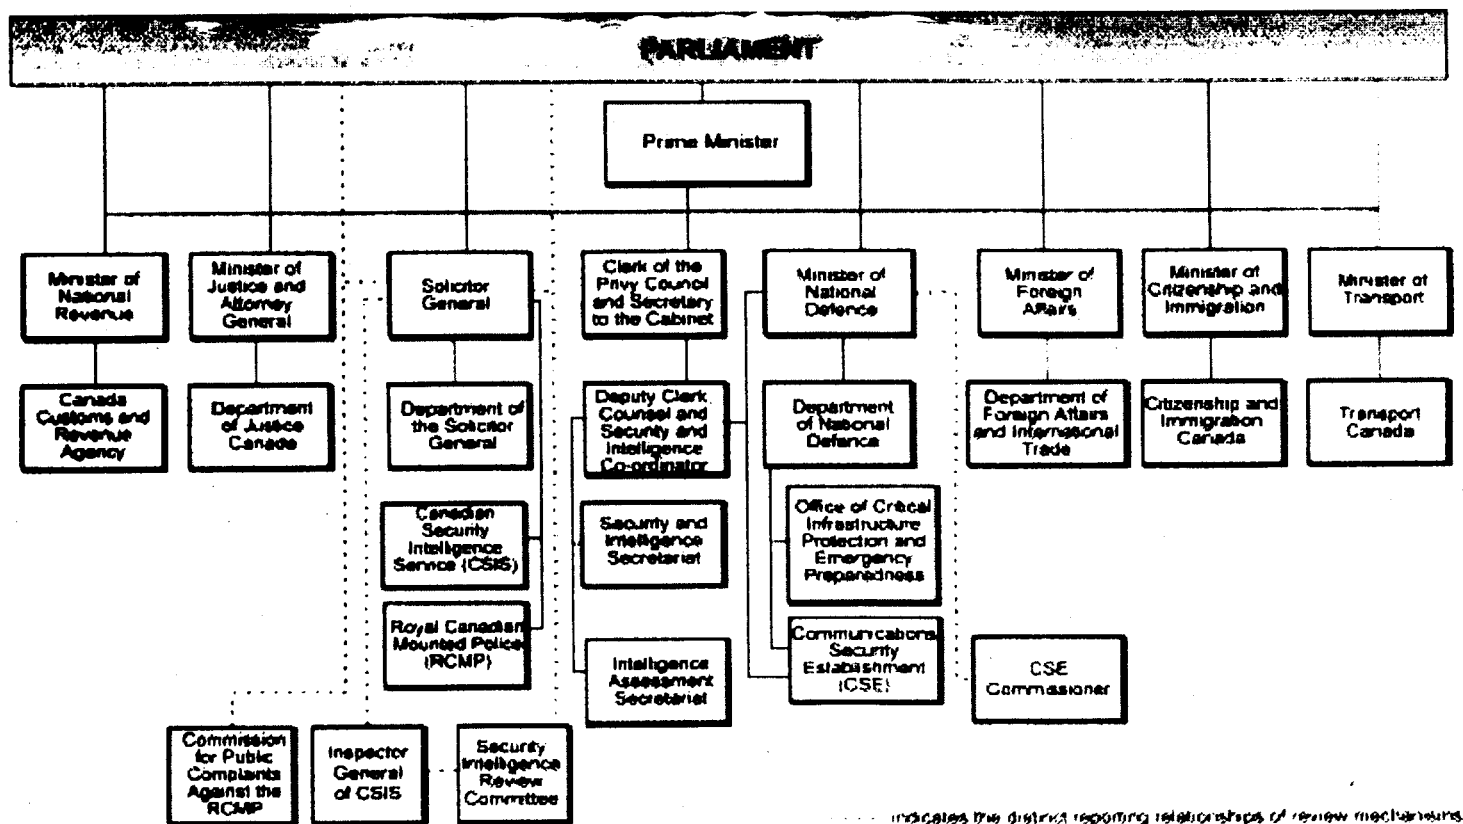 PARLIAMENT
Prime Minister
Minister of
National
Revenue
Minister of
Justice and
Attorney
General
Solicitor
General
Clerk of the
Privy Council
and Secretary
to the Cabinet
Minister of
National
Defence
Minister of
Foreign
Affairs
Minister of
Citizenship and
Immigration
Minister of
Transport
Canada
Customs and
Revenue
Agency
Department
of Justice
Canada
Department of
the Solicitor
General
Deputy Clerk,
Counsel and
Security and
Intelligence
Co-ordinator
Department
of National
Defence
Department of
Foreign Affairs
and International
Trade
Citizenship and
Immigration
Canada
Transport
Canada
Canadian
Security
Intelligence
Service (CSIS)
Security and
Intelligence
Secretariat
Office of Critical
Infrastructure
Protection and
Emergency
Preparedness
Royal Canadian
Mounted Police
(RCMP)
Intelligence
Assessment
Secretariat
Communications
Security
Establishment
(CSE)
CSE
Commissioner
Commission
for Public
Complaints
Against the
RCMP
Inspector
General
of CSIS
Security
Intelligence
Review
Committee
indicates the distinct reporting relationships of review mechanisms